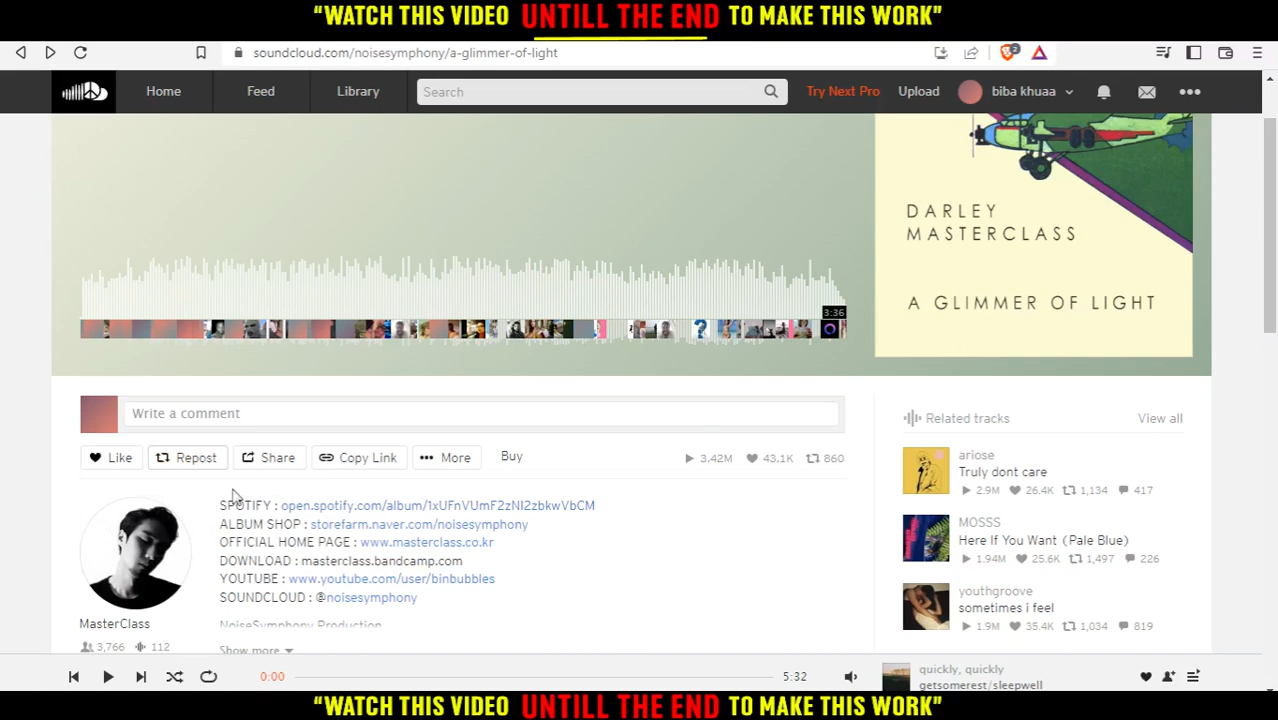 “WATCH THIS VIDEO UNTILL THE END TO MAKE THIS WORK”
soundcloud.com/noisesymphony/a-glimmer-of-light
2
Home
Feed
Library
Search
Try Next Pro
Upload
biba khuaa
DARLEY
MASTERCLASS
A GLIMMER OF LIGHT
3:36
Write a comment
Like
Repost
Share
Copy Link
More
Buy
3.42M
43.1K
860
Related tracks
View all
ariose
Truly dont care
2.9M 26.4K 1,134 417
MOSSS
Here If You Want (Pale Blue)
1.94M 25.6K 1,497 226
youthgroove
sometimes i feel
1.9M 35.4K 1,034 819
SPOTIFY : open.spotify.com/album/1xUFnVUmF2zNI2zbkwVbCM
ALBUM SHOP : storefarm.naver.com/noisesymphony
OFFICIAL HOME PAGE : www.masterclass.co.kr
DOWNLOAD : masterclass.bandcamp.com
YOUTUBE : www.youtube.com/user/binbubbles
SOUNDCLOUD : @noisesymphony
NoiseSymphony Production
Show more
MasterClass
3,766 112
0:00
5:32
quickly, quickly
getsomerest/sleepwell
“WATCH THIS VIDEO UNTILL THE END TO MAKE THIS WORK”